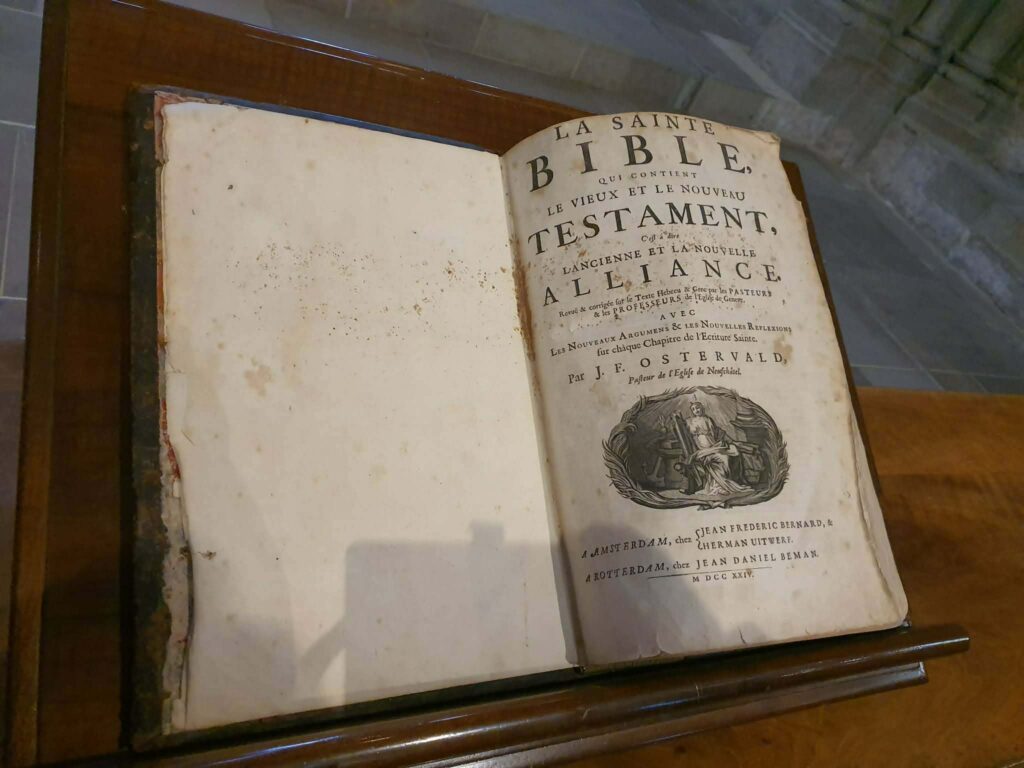 LA SAINTE
BIBLE,
QUI CONTIENT
LE VIEUX ET LE NOUVEAU
TESTAMENT,
C'est à dire
L'ANCIENNE ET LA NOUVELLE
ALLIANCE
Revuë & corrigée sur le Texte Hebreu & Grec par les PASTEURS
& les PROFESSEURS de l'Eglise de Geneve,
AVEC
LES NOUVEAUX ARGUMENS & LES NOUVELLES REFLEXIONS
sur châque Chapitre de l'Ecriture Sainte.
Par J. F. OSTERVALD,
Pasteur de l'Eglise de Neufchâtel.
A AMSTERDAM, chez JEAN FREDERIC BERNARD, &
HERMAN UITWERF.
A ROTTERDAM, chez JEAN DANIEL BEMAN.
M DCC XXIV.